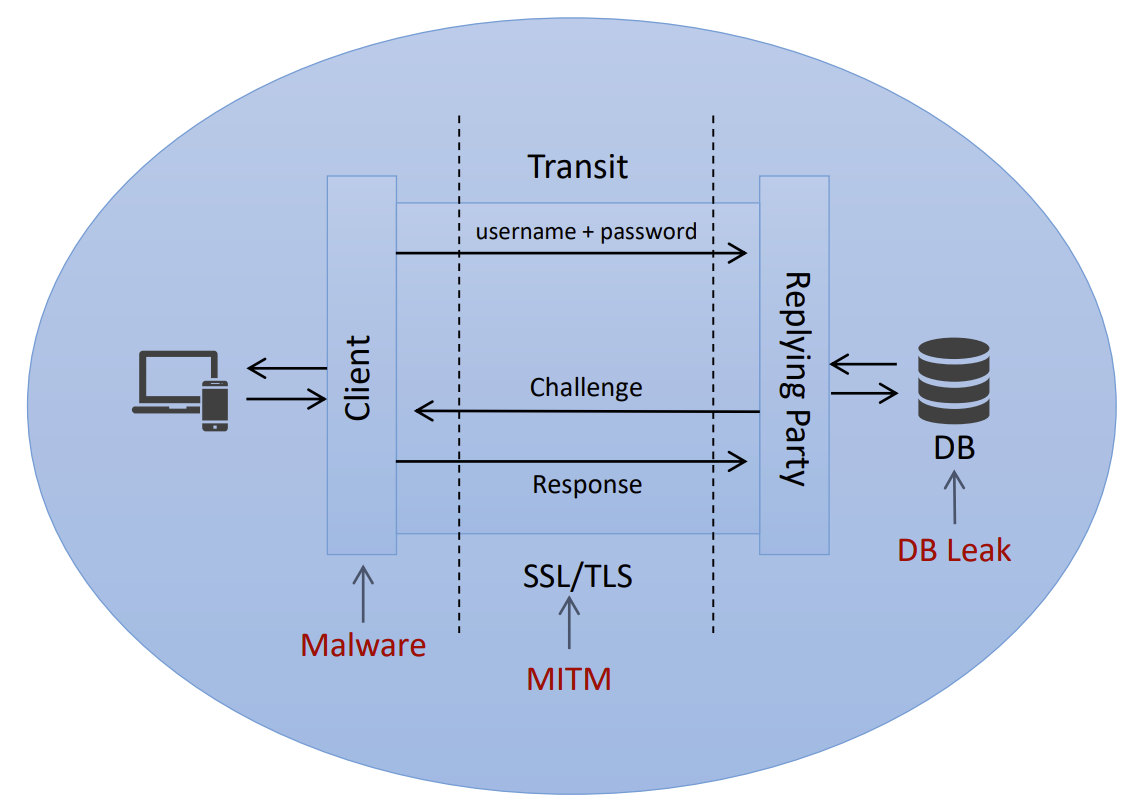 Transit
username + password
Client
Challenge
Response
Replying Party
DB
DB Leak
SSL/TLS
Malware
MITM